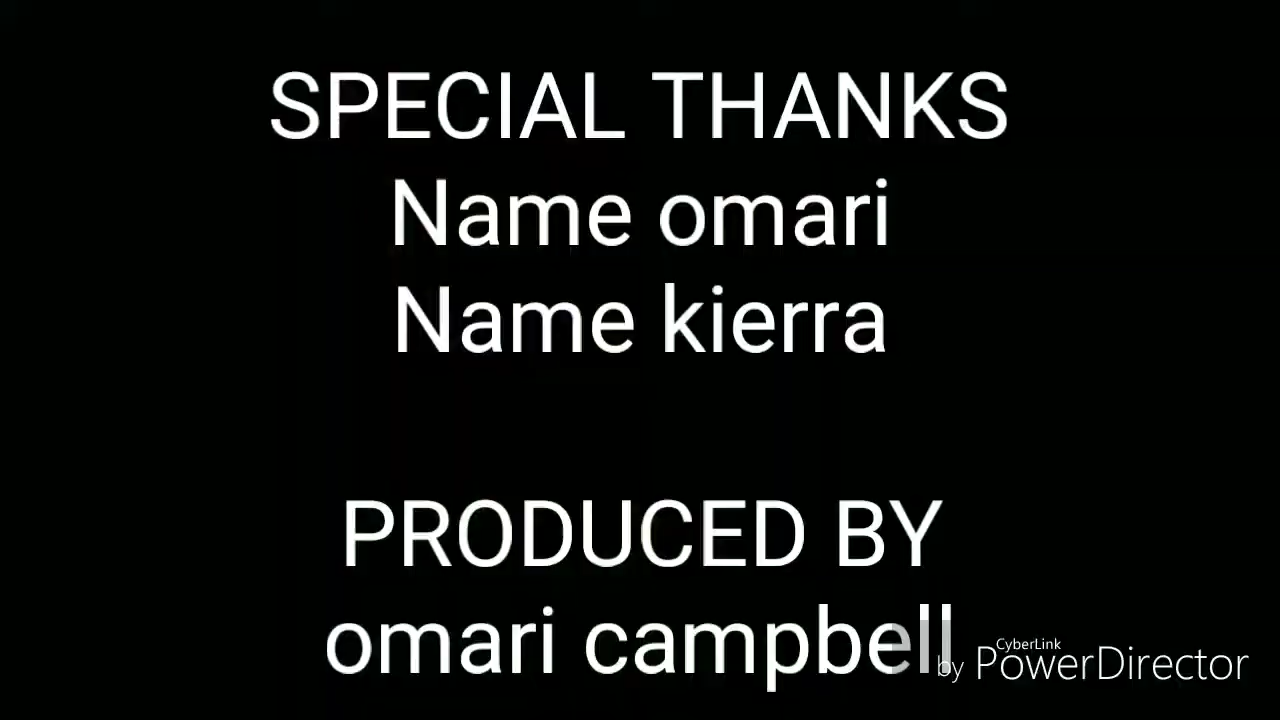 SPECIAL THANKS
Name omari
Name kierra
PRODUCED BY
omari campbell
CyberLink
by PowerDirector